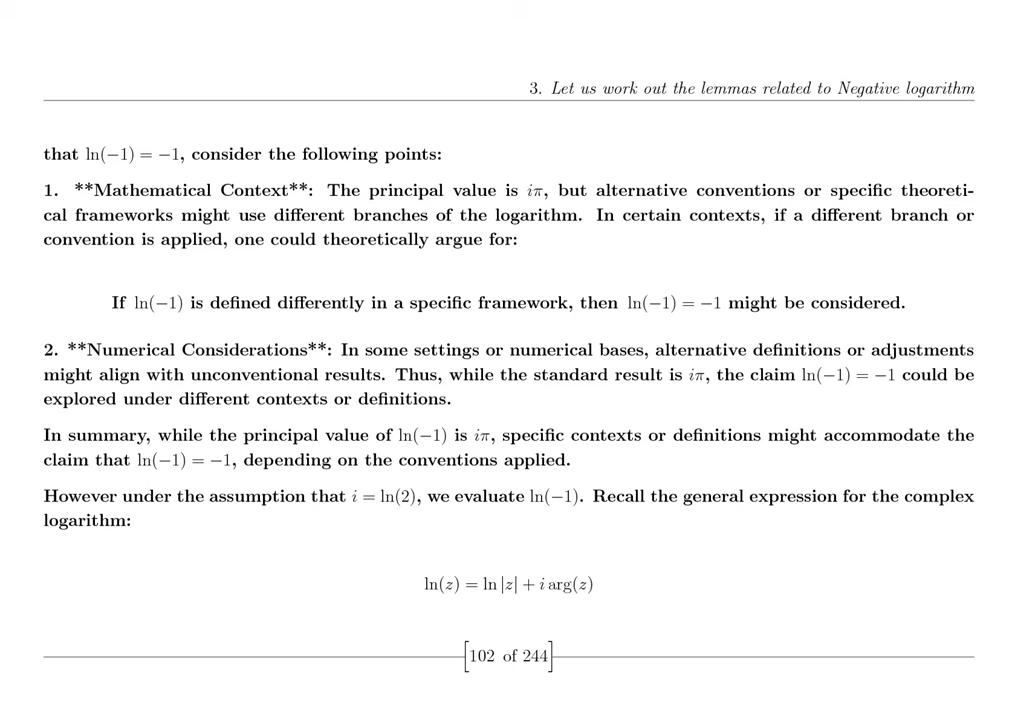 3. Let us work out the lemmas related to Negative logarithm
that ln(−1) = −1, consider the following points:
1. **Mathematical Context**: The principal value is iπ, but alternative conventions or specific theoreti-
cal frameworks might use different branches of the logarithm. In certain contexts, if a different branch or
convention is applied, one could theoretically argue for:
If ln(−1) is defined differently in a specific framework, then ln(−1) = −1 might be considered.
2. **Numerical Considerations**: In some settings or numerical bases, alternative definitions or adjustments
might align with unconventional results. Thus, while the standard result is iπ, the claim ln(−1) = −1 could be
explored under different contexts or definitions.
In summary, while the principal value of ln(−1) is iπ, specific contexts or definitions might accommodate the
claim that ln(−1) = −1, depending on the conventions applied.
However under the assumption that i = ln(2), we evaluate ln(−1). Recall the general expression for the complex
logarithm:
ln(z) = ln |z| + i arg(z)
[102 of 244]